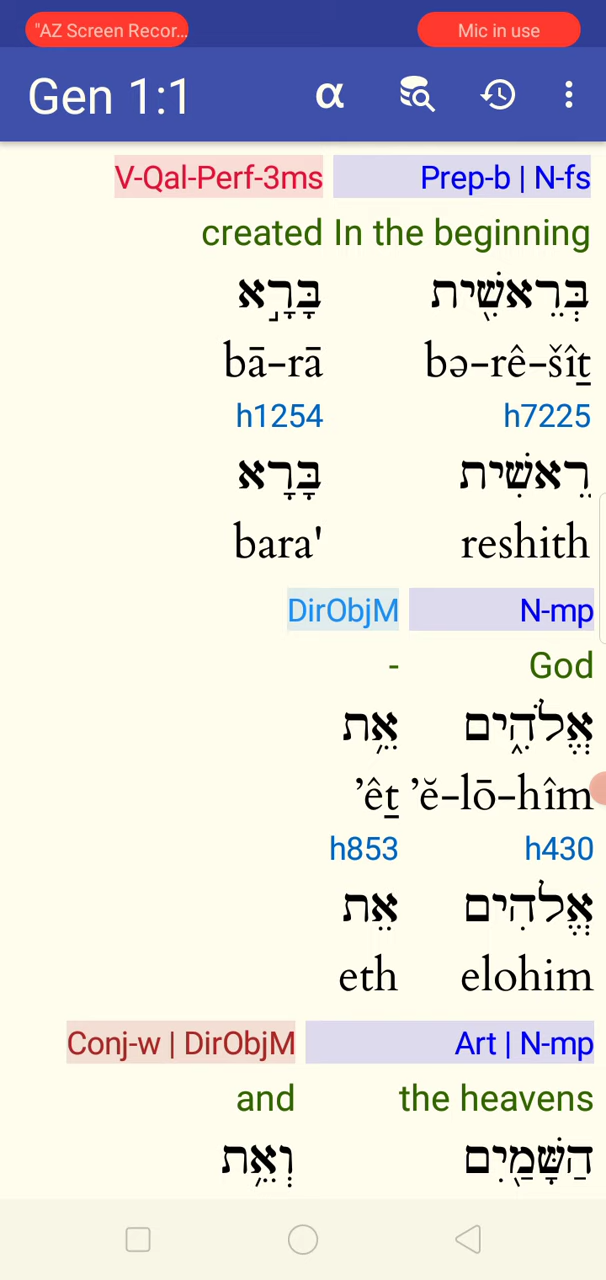 "AZ Screen Recor...
Mic in use
Gen 1:1
α
Prep-b | N-fs
V-Qal-Perf-3ms
In the beginning
created
בְּרֵאשִׁ֖ית
בָּרָ֣א
bə-rê-šîṯ
bā-rā
h7225
h1254
רֵאשִׁית
בָּרָא
reshith
bara'
N-mp
DirObjM
God
-
אֱלֹהִ֑ים
אֵ֥ת
’ĕ-lō-hîm
’êṯ
h430
h853
אֱלֹהִים
אֵת
elohim
eth
Art | N-mp
Conj-w | DirObjM
the heavens
and
הַשָּׁמַ֖יִם
וְאֵ֥ת